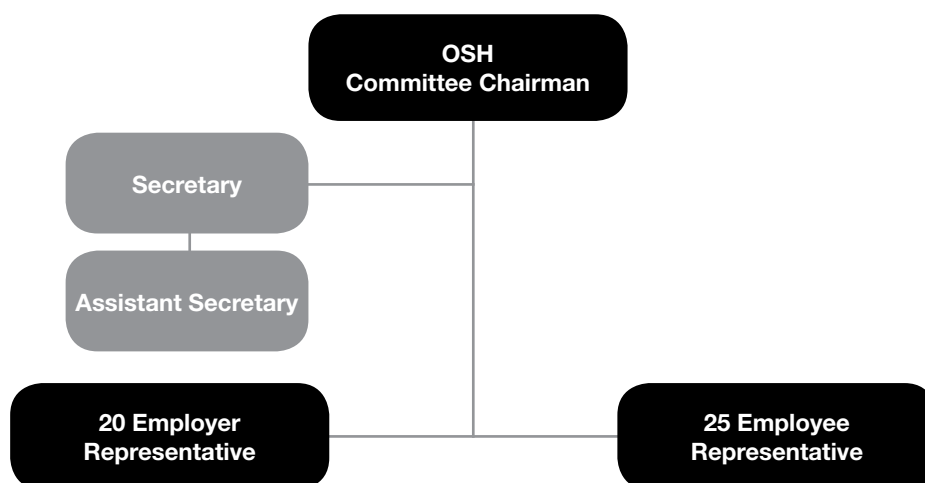 OSH
Committee Chairman
Secretary
Assistant Secretary
20 Employer
Representative
25 Employee
Representative